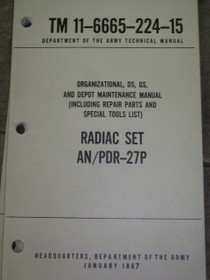 TM 11-6665-224-15
DEPARTMENT OF THE ARMY TECHNICAL MANUAL
ORGANIZATIONAL, DS, GS,
AND DEPOT MAINTENANCE MANUAL
(INCLUDING REPAIR PARTS AND
SPECIAL TOOLS LIST)
RADIAC SET
AN/PDR-27P
HEADQUARTERS, DEPARTMENT OF THE ARMY
JANUARY 1967